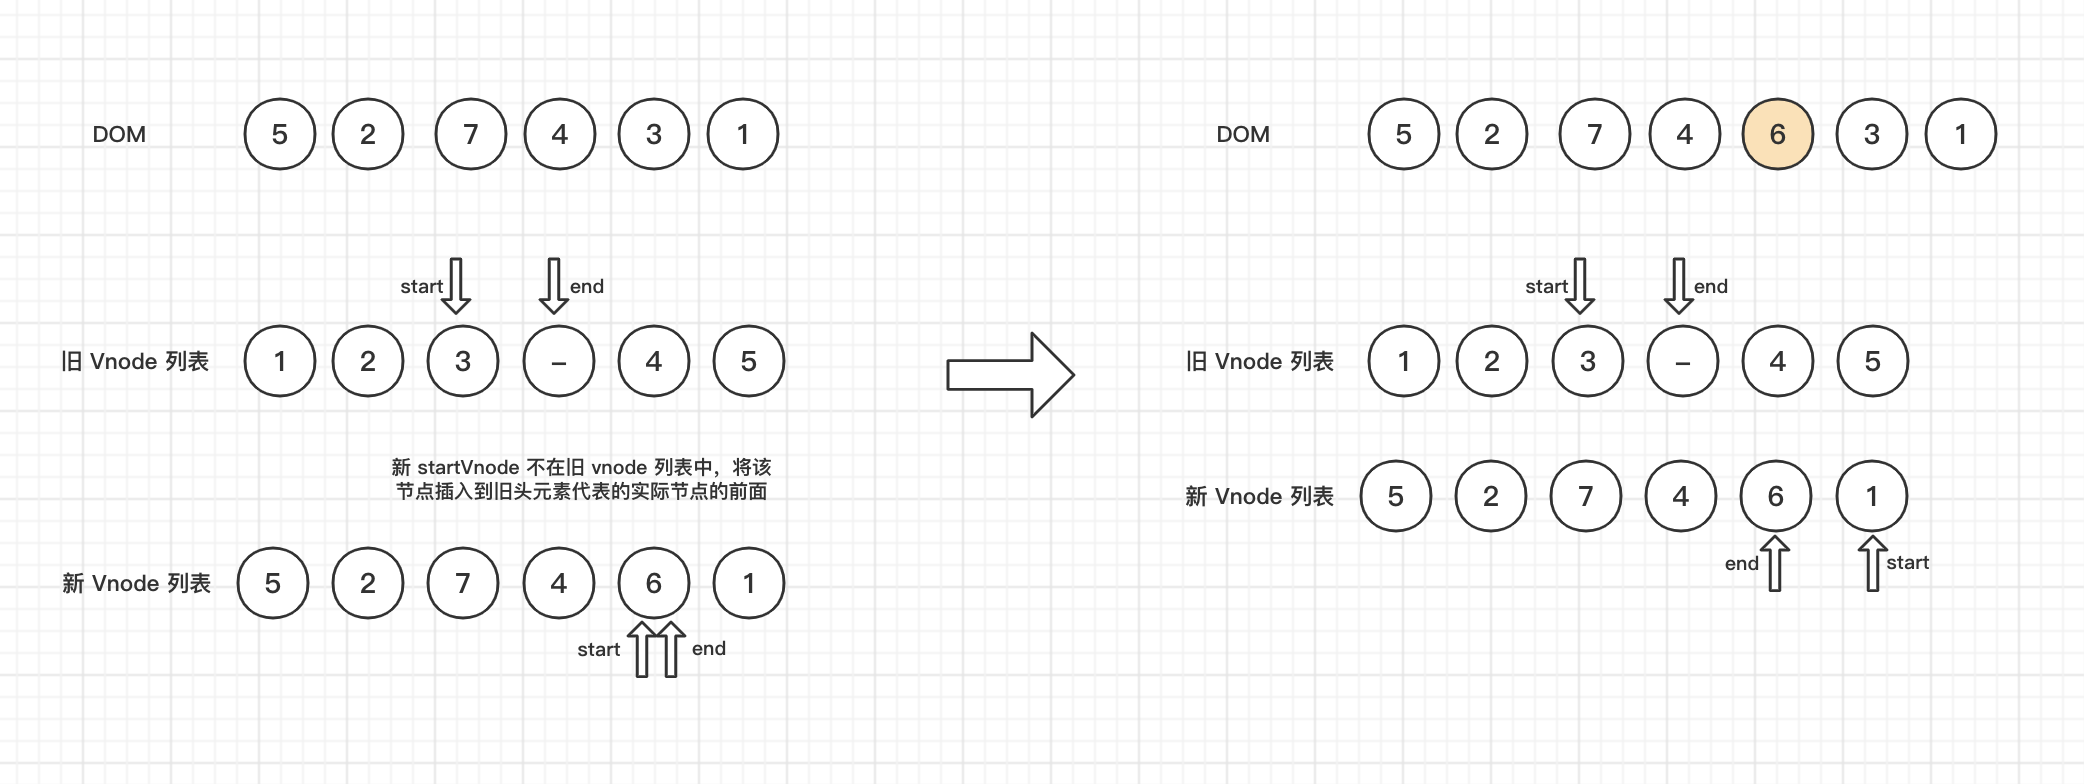 DOM 5 2 7 4 3 1
start end
旧 Vnode 列表 1 2 3 – 4 5
新 startVnode 不在旧 vnode 列表中，将该
节点插入到旧头元素代表的实际节点的前面
新 Vnode 列表 5 2 7 4 6 1
start end
DOM 5 2 7 4 6 3 1
start end
旧 Vnode 列表 1 2 3 – 4 5
新 Vnode 列表 5 2 7 4 6 1
end start